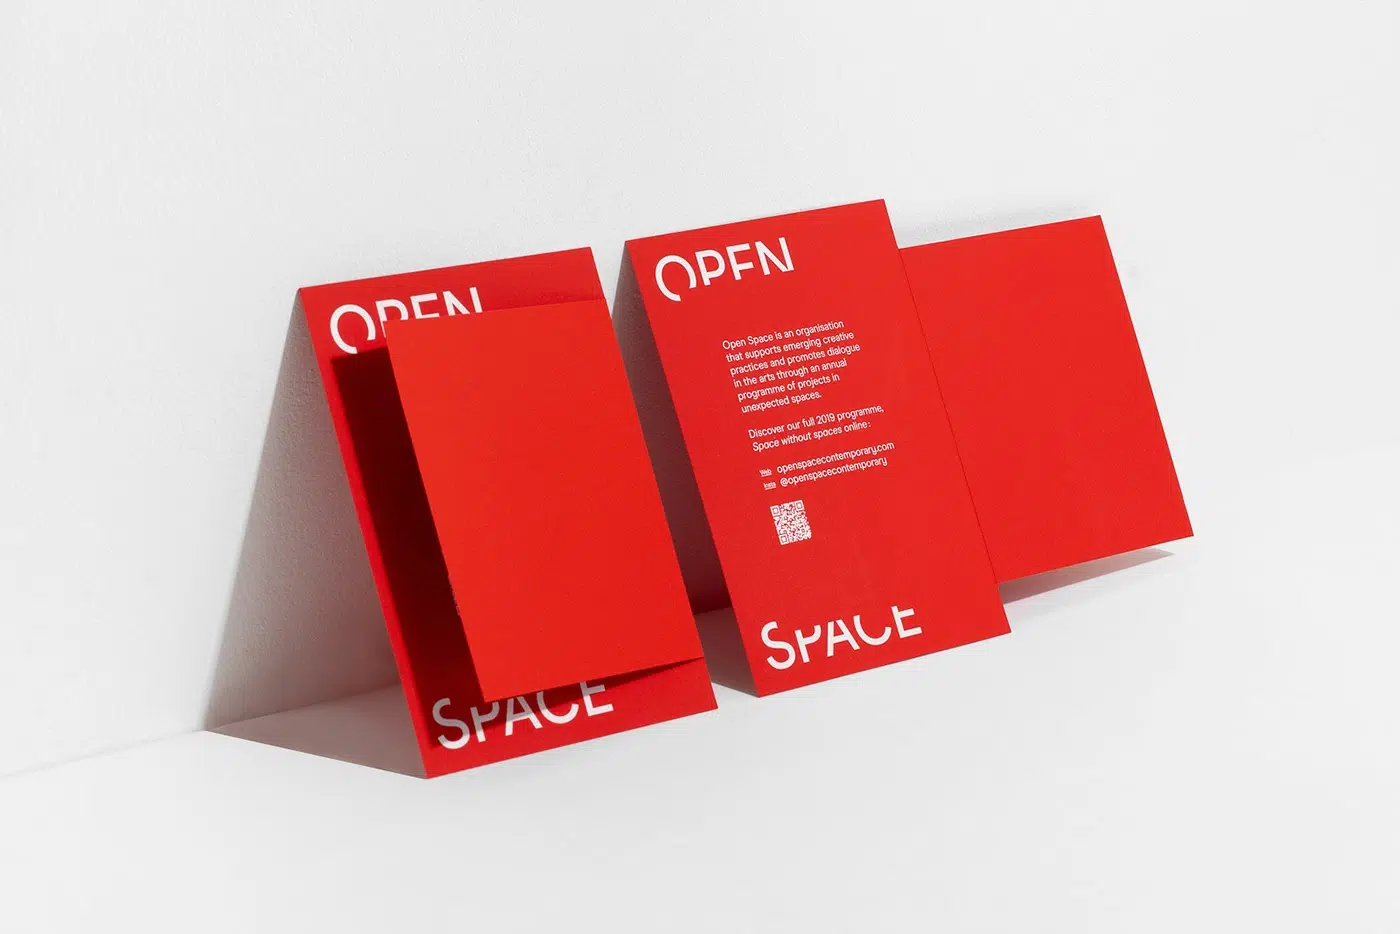 OPEN
SPACE
OPEN
Open Space is an organisation
that supports emerging creative
practices and promotes dialogue
in the arts through an annual
programme of projects in
unexpected spaces.
Discover our full 2019 programme,
Space without spaces online:
Web openspacecontemporary.com
Insta @openspacecontemporary
SPACE